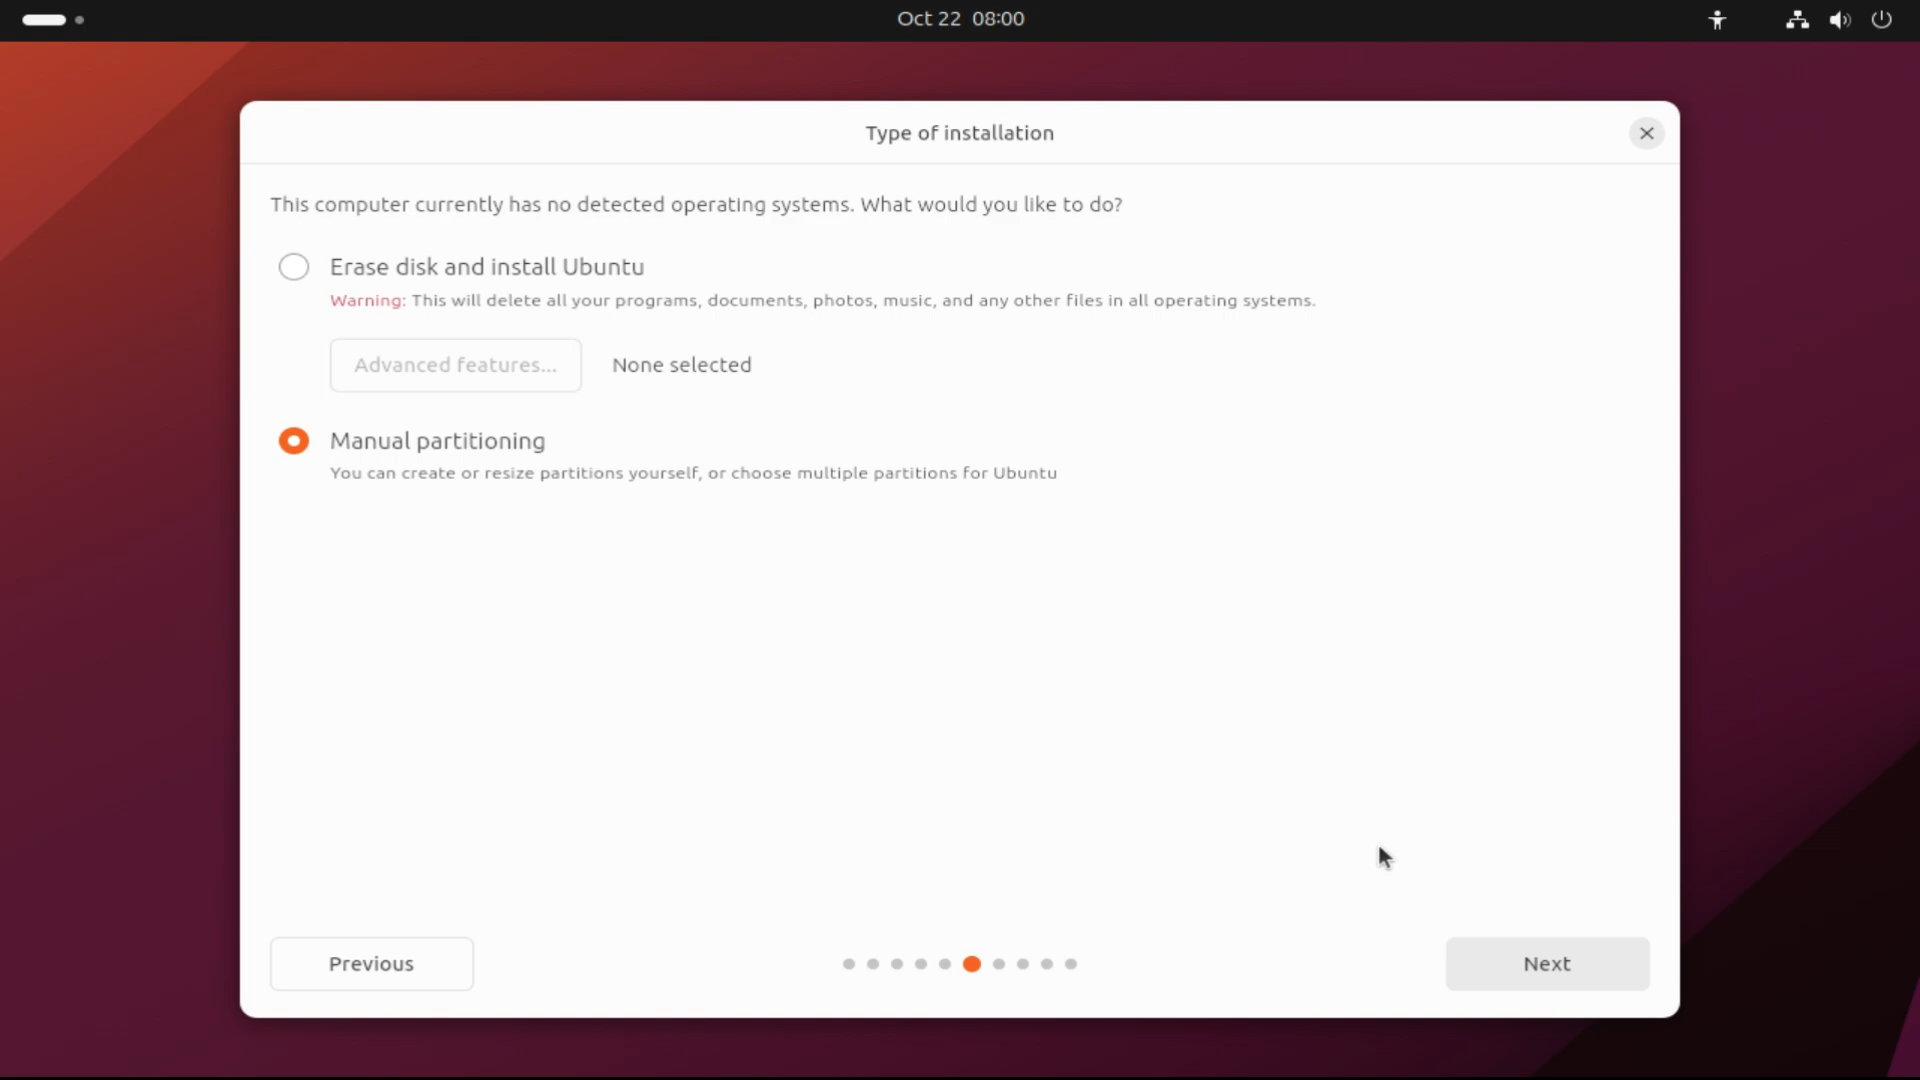 Oct 22 08:00
Type of installation
This computer currently has no detected operating systems. What would you like to do?
Erase disk and install Ubuntu
Warning: This will delete all your programs, documents, photos, music, and any other files in all operating systems.
Advanced features... None selected
Manual partitioning
You can create or resize partitions yourself, or choose multiple partitions for Ubuntu
Previous Next